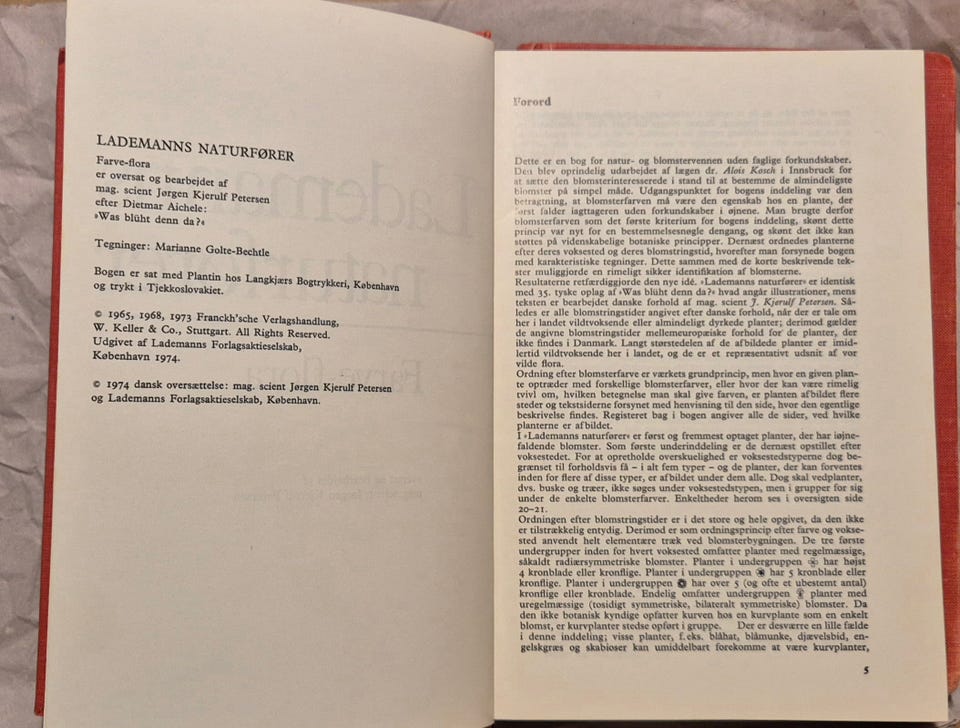 LADEMANNS NATURFØRER
Farve-flora
er oversat og bearbejdet af
mag. scient Jørgen Kjerulf Petersen
efter Dietmar Aichele:
»Was blüht denn da?«
Tegninger: Marianne Golte-Bechtle
Bogen er sat med Plantin hos Langkjærs Bogtrykkeri, København
og trykt i Tjekkoslovakiet.
© 1965, 1968, 1973 Franckh'sche Verlagshandlung,
W. Keller & Co., Stuttgart. All Rights Reserved.
Udgivet af Lademanns Forlagsaktieselskab,
København 1974.
© 1974 dansk oversættelse: mag. scient Jørgen Kjerulf Petersen
og Lademanns Forlagsaktieselskab, København.
Forord
Dette er en bog for natur- og blomstervennen uden faglige forkundskaber.
Den blev oprindelig udarbejdet af lægen dr. Alois Kosch i Innsbruck for
at sætte den blomsterinteresserede i stand til at bestemme de almindeligste
blomster på simpel måde. Udgangspunktet for bogens inddeling var den
betragtning, at blomsterfarven må være den egenskab hos en plante, der
først falder iagttageren uden forkundskaber i øjnene. Man brugte derfor
blomsterfarven som det første kriterium for bogens inddeling, skønt dette
princip var nyt for en bestemmelsesnøgle dengang, og skønt det ikke kan
støttes på videnskabelige botaniske principper. Dernæst ordnedes planterne
efter deres voksested og deres blomstringstid, hvorefter man forsynede bogen
med karakteristiske tegninger. Dette sammen med de korte beskrivende tek-
ster muliggjorde en rimeligt sikker identifikation af blomsterne.
Resultaterne retfærdiggjorde den nye idé. »Lademanns naturfører« er identisk
med 35. tyske oplag af »Was blüht denn da?« hvad angår illustrationer, mens
teksten er bearbejdet danske forhold af mag. scient J. Kjerulf Petersen. Så-
ledes er alle blomstringstider angivet efter danske forhold, når der er tale om
her i landet vildtvoksende eller almindeligt dyrkede planter; derimod gælder
de angivne blomstringstider mellemeuropæiske forhold for de planter, der
ikke findes i Danmark. Langt størstedelen af de afbildede planter er imid-
lertid vildtvoksende her i landet, og de er et repræsentativt udsnit af vor
vilde flora.
Ordning efter blomsterfarve er værkets grundprincip, men hvor en given plan-
te optræder med forskellige blomsterfarver, eller hvor der kan være rimelig
tvivl om, hvilken betegnelse man skal give farven, er planten afbildet flere
steder og tekstsiderne forsynet med henvisning til den side, hvor den egentlige
beskrivelse findes. Registeret bag i bogen angiver alle de sider, ved hvilke
planterne er afbildet.
I »Lademanns naturfører« er først og fremmest optaget planter, der har iøjne-
faldende blomster. Som første underinddeling er de dernæst opstillet efter
voksestedet. For at opretholde overskuelighed er voksestedstyperne dog be-
grænset til forholdsvis få – i alt fem typer – og de planter, der kan forventes
inden for flere af disse typer, er afbildet under dem alle. Dog skal vedplanter,
dvs. buske og træer, ikke søges under voksestedstypen, men i grupper for sig
under de enkelte blomsterfarver. Enkeltheder herom ses i oversigten side
20–21.
Ordningen efter blomstringstider er i det store og hele opgivet, da den ikke
er tilstrækkelig entydig. Derimod er som ordningsprincip efter farve og vokse-
sted anvendt helt elementære træk ved blomsterbygningen. De tre første
undergrupper inden for hvert voksested omfatter planter med regelmæssige,
såkaldt radiærsymmetriske blomster. Planter i undergruppen har højst
4 kronblade eller kronflige. Planter i undergruppen har 5 kronblade eller
kronflige. Planter i undergruppen har over 5 (og ofte et ubestemt antal)
kronflige eller kronblade. Endelig omfatter undergruppen planter med
uregelmæssige (tosidigt symmetriske, bilateralt symmetriske) blomster. Da
den ikke botanisk kyndige opfatter kurven hos en kurvplante som en enkelt
blomst, er kurvplanter stedse opført i gruppe. Der er desværre en lille fælde
i denne inddeling; visse planter, f.eks. blåhat, blåmunke, djævelsbid, en-
gelskgræs og skabioser kan umiddelbart forekomme at være kurvplanter,
5